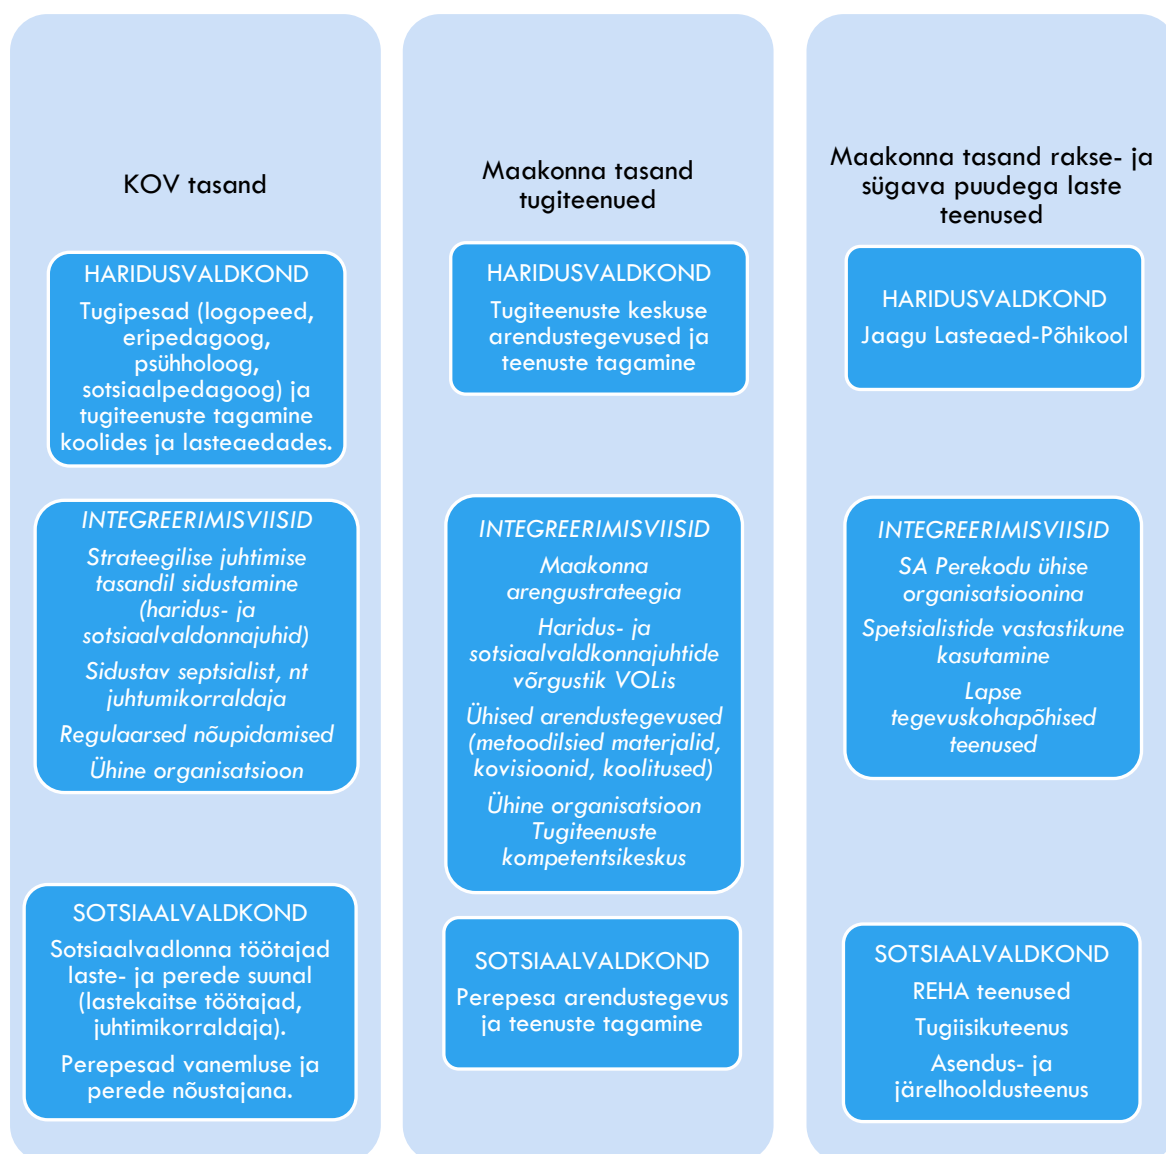 KOV tasand
HARIDUSVALDKOND
Tugipesad (logopeed,
eripedagoog,
psühholoog,
sotsiaalpedagoog) ja
tugiteenuste tagamine
koolides ja lasteaedades.
INTEGREERIMISVIISID
Strateegilise juhtimise
tasandil sidustamine
(haridus- ja
sotsiaalvaldonnajuhid)
Sidustav septsialist, nt
juhtumikorraldaja
Regulaarsed nõupidamised
Ühine organisatsioon
SOTSIAALVALDKOND
Sotsiaalvadlonna töötajad
laste- ja perede suunal
(lastekaitse töötajad,
juhtimikorraldaja).
Perepesad vanemluse ja
perede nõustajana.
Maakonna tasand
tugiteenued
HARIDUSVALDKOND
Tugiteenuste keskuse
arendustegevused ja
teenuste tagamine
INTEGREERIMISVIISID
Maakonna
arengustrateegia
Haridus- ja
sotsiaalvaldkonnajuhtide
võrgustik VOLis
Ühised arendustegevused
(metoodilsied materjalid,
kovisioonid, koolitused)
Ühine organisatsioon
Tugiteenuste
kompetentsikeskus
SOTSIAALVALDKOND
Perepesa arendustegevus
ja teenuste tagamine
Maakonna tasand rakse- ja
sügava puudega laste
teenused
HARIDUSVALDKOND
Jaagu Lasteaed-Põhikool
INTEGREERIMISVIISID
SA Perekodu ühise
organisatsioonina
Spetsialistide vastastikune
kasutamine
Lapse
tegevuskohapõhised
teenused
SOTSIAALVALDKOND
REHA teenused
Tugiisikuteenus
Asendus- ja
järelhooldusteenus